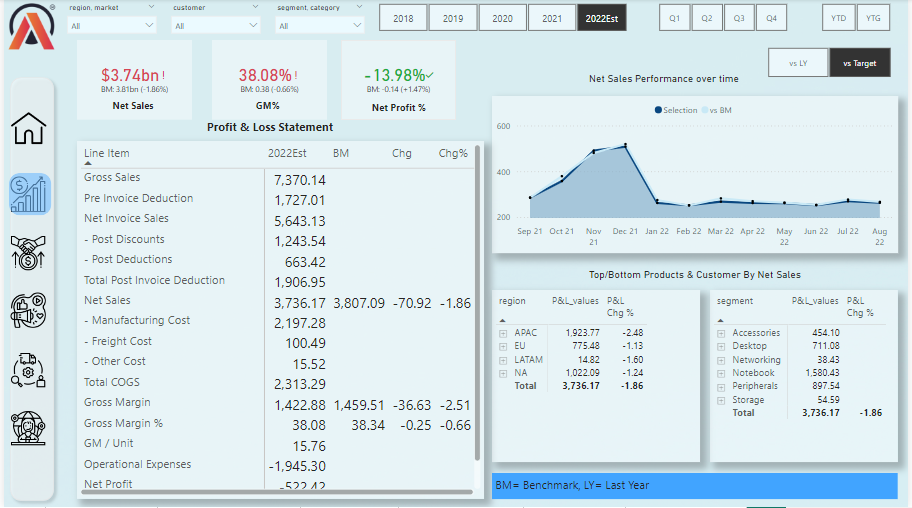 region, market
customer
segment, category
All
All
All
2018
2019
2020
2021
2022Est
Q1
Q2
Q3
Q4
YTD
YTG
vs LY
vs Target
$3.74bn!
BM: 3.81bn (-1.86%)
Net Sales
38.08%!
BM: 0.38 (-0.66%)
GM%
-13.98%✓
BM: -0.14 (+1.47%)
Net Profit %
Profit & Loss Statement
Line Item 2022Est BM Chg Chg%
Gross Sales 7,370.14
Pre Invoice Deduction 1,727.01
Net Invoice Sales 5,643.13
- Post Discounts 1,243.54
- Post Deductions 663.42
Total Post Invoice Deduction 1,906.95
Net Sales 3,736.17 3,807.09 -70.92 -1.86
- Manufacturing Cost 2,197.28
- Freight Cost 100.49
- Other Cost 15.52
Total COGS 2,313.29
Gross Margin 1,422.88 1,459.51 -36.63 -2.51
Gross Margin % 38.08 38.34 -0.25 -0.66
GM / Unit 15.76
Operational Expenses -1,945.30
Net Profit -522.42
Net Sales Performance over time
Selection vs BM
600
400
200
Sep 21 Oct 21 Nov 21 Dec 21 Jan 22 Feb 22 Mar 22 Apr 22 May 22 Jun 22 Jul 22 Aug 22
Top/Bottom Products & Customer By Net Sales
region P&L_values P&L Chg %
APAC 1,923.77 -2.48
EU 775.48 -1.13
LATAM 14.82 -1.60
NA 1,022.09 -1.24
Total 3,736.17 -1.86
segment P&L_values P&L Chg %
Accessories 454.10
Desktop 711.08
Networking 38.43
Notebook 1,580.43
Peripherals 897.54
Storage 54.59
Total 3,736.17 -1.86
BM= Benchmark, LY= Last Year